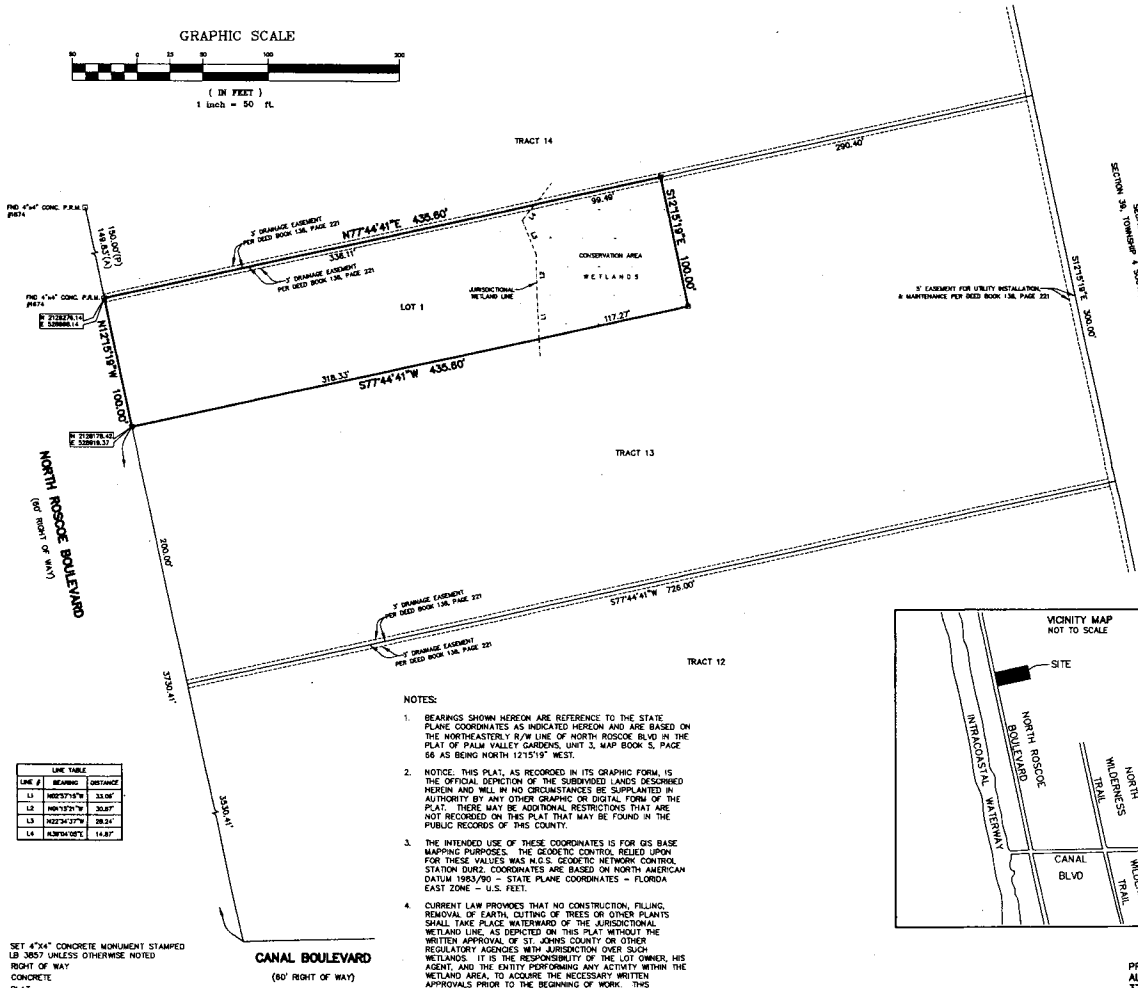 GRAPHIC SCALE
50 0 25 50 100 200
( IN FEET )
1 inch = 50 ft.
TRACT 14
290.40'
FND 4"x4" CONC. P.R.M.
#1674
150.00'(P)
149.83'(A)
3' DRAINAGE EASEMENT
PER DEED BOOK 138, PAGE 221
N77°44'41"E 435.60'
336.11'
99.49'
3' DRAINAGE EASEMENT
PER DEED BOOK 138, PAGE 221
S12°15'19"E 100.00'
CONSERVATION AREA
WETLANDS
JURISDICTIONAL
WETLAND LINE
FND 4"x4" CONC. P.R.M.
#1674
LOT 1
N12°15'19"W 100.00'
117.27'
318.33'
S77°44'41"W 435.60'
5' EASEMENT FOR UTILITY INSTALLATION,
& MAINTENANCE PER DEED BOOK 138, PAGE 221
S12°15'19"E 300.00'
SECTION 36, TOWNSHIP 4
TRACT 13
NORTH ROSCOE BOULEVARD
(60' RIGHT OF WAY)
200.00'
3' DRAINAGE EASEMENT
PER DEED BOOK 138, PAGE 221
3' DRAINAGE EASEMENT
PER DEED BOOK 138, PAGE 221
S77°44'41"W 726.00'
TRACT 12
3730.41'
3530.41'
LINE TABLE
LINE # BEARING DISTANCE
L1 N02°57'15"W 33.06'
L2 30.87'
L3 N22°34'37"W 28.24'
L4 N38°04'05"E 14.87'
VICINITY MAP
NOT TO SCALE
SITE
NORTH ROSCOE
BOULEVARD
INTRACOASTAL WATERWAY
NORTH
WILDERNESS
TRAIL
CANAL
BLVD
TRAIL
NOTES:
1. BEARINGS SHOWN HEREON ARE REFERENCE TO THE STATE
PLANE COORDINATES AS INDICATED HEREON AND ARE BASED ON
THE NORTHEASTERLY R/W LINE OF NORTH ROSCOE BLVD IN THE
PLAT OF PALM VALLEY GARDENS, UNIT 3, MAP BOOK 5, PAGE
66 AS BEING NORTH 12°15'19" WEST.
2. NOTICE: THIS PLAT, AS RECORDED IN ITS GRAPHIC FORM, IS
THE OFFICIAL DEPICTION OF THE SUBDIVIDED LANDS DESCRIBED
HEREIN AND WILL IN NO CIRCUMSTANCES BE SUPPLANTED IN
AUTHORITY BY ANY OTHER GRAPHIC OR DIGITAL FORM OF THE
PLAT. THERE MAY BE ADDITIONAL RESTRICTIONS THAT ARE
NOT RECORDED ON THIS PLAT THAT MAY BE FOUND IN THE
PUBLIC RECORDS OF THIS COUNTY.
3. THE INTENDED USE OF THESE COORDINATES IS FOR GIS BASE
MAPPING PURPOSES. THE GEODETIC CONTROL RELIED UPON
FOR THESE VALUES WAS N.G.S. GEODETIC NETWORK CONTROL
STATION DURZ. COORDINATES ARE BASED ON NORTH AMERICAN
DATUM 1983/90 - STATE PLANE COORDINATES - FLORIDA
EAST ZONE - U.S. FEET.
4. CURRENT LAW PROVIDES THAT NO CONSTRUCTION, FILLING,
REMOVAL OF EARTH, CUTTING OF TREES OR OTHER PLANTS
SHALL TAKE PLACE WATERWARD OF THE JURISDICTIONAL
WETLAND LINE, AS DEPICTED ON THIS PLAT WITHOUT THE
WRITTEN APPROVAL OF ST. JOHNS COUNTY OR OTHER
REGULATORY AGENCIES WITH JURISDICTION OVER SUCH
WETLANDS. IT IS THE RESPONSIBILITY OF THE LOT OWNER, HIS
AGENT, AND THE ENTITY PERFORMING ANY ACTIVITY WITHIN THE
WETLAND AREA, TO ACQUIRE THE NECESSARY WRITTEN
APPROVALS PRIOR TO THE BEGINNING OF WORK. THIS
SET 4"X4" CONCRETE MONUMENT STAMPED
LB 3857 UNLESS OTHERWISE NOTED
RIGHT OF WAY
CONCRETE
PLAT
CANAL BOULEVARD
(60' RIGHT OF WAY)